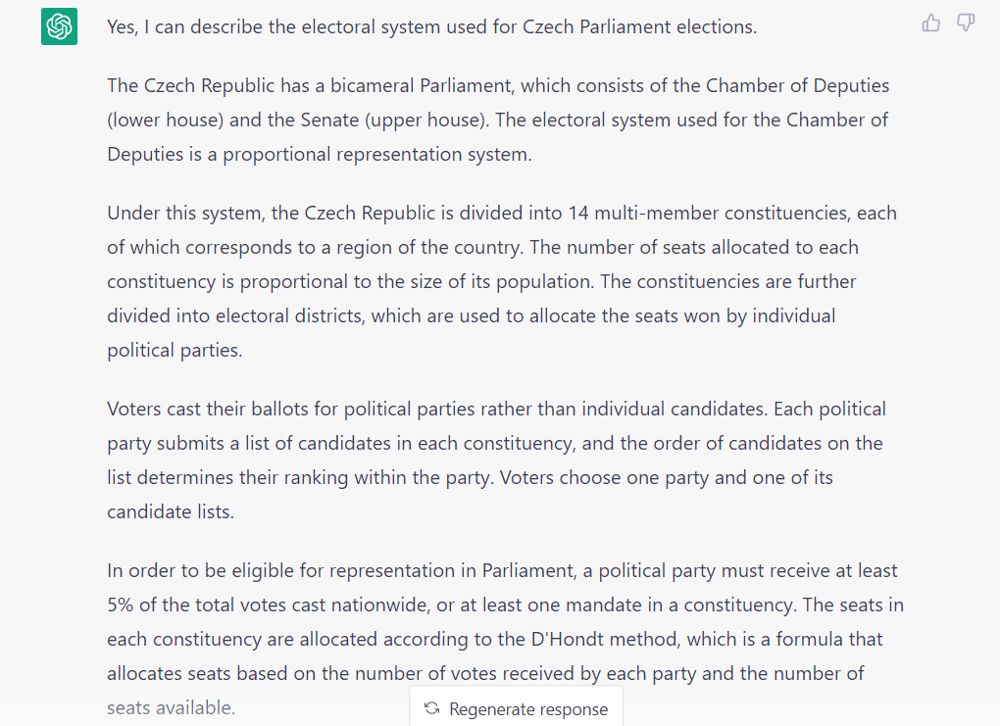 Yes, I can describe the electoral system used for Czech Parliament elections.
The Czech Republic has a bicameral Parliament, which consists of the Chamber of Deputies
(lower house) and the Senate (upper house). The electoral system used for the Chamber of
Deputies is a proportional representation system.
Under this system, the Czech Republic is divided into 14 multi-member constituencies, each
of which corresponds to a region of the country. The number of seats allocated to each
constituency is proportional to the size of its population. The constituencies are further
divided into electoral districts, which are used to allocate the seats won by individual
political parties.
Voters cast their ballots for political parties rather than individual candidates. Each political
party submits a list of candidates in each constituency, and the order of candidates on the
list determines their ranking within the party. Voters choose one party and one of its
candidate lists.
In order to be eligible for representation in Parliament, a political party must receive at least
5% of the total votes cast nationwide, or at least one mandate in a constituency. The seats in
each constituency are allocated according to the D'Hondt method, which is a formula that
allocates seats based on the number of votes received by each party and the number of
seats available.
Regenerate response